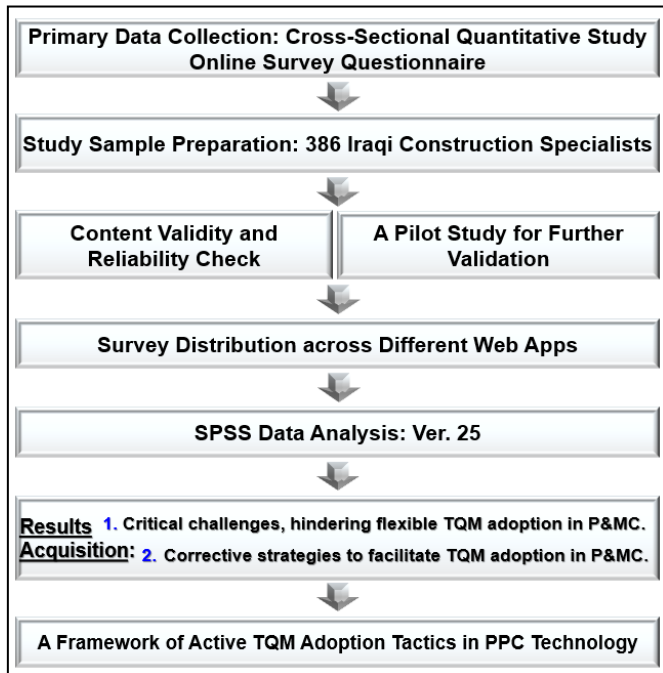 Primary Data Collection: Cross-Sectional Quantitative Study
Online Survey Questionnaire
Study Sample Preparation: 386 Iraqi Construction Specialists
Content Validity and
Reliability Check
A Pilot Study for Further
Validation
Survey Distribution across Different Web Apps
SPSS Data Analysis: Ver. 25
Results
Acquisition:
1. Critical challenges, hindering flexible TQM adoption in P&MC.
2. Corrective strategies to facilitate TQM adoption in P&MC.
A Framework of Active TQM Adoption Tactics in PPC Technology